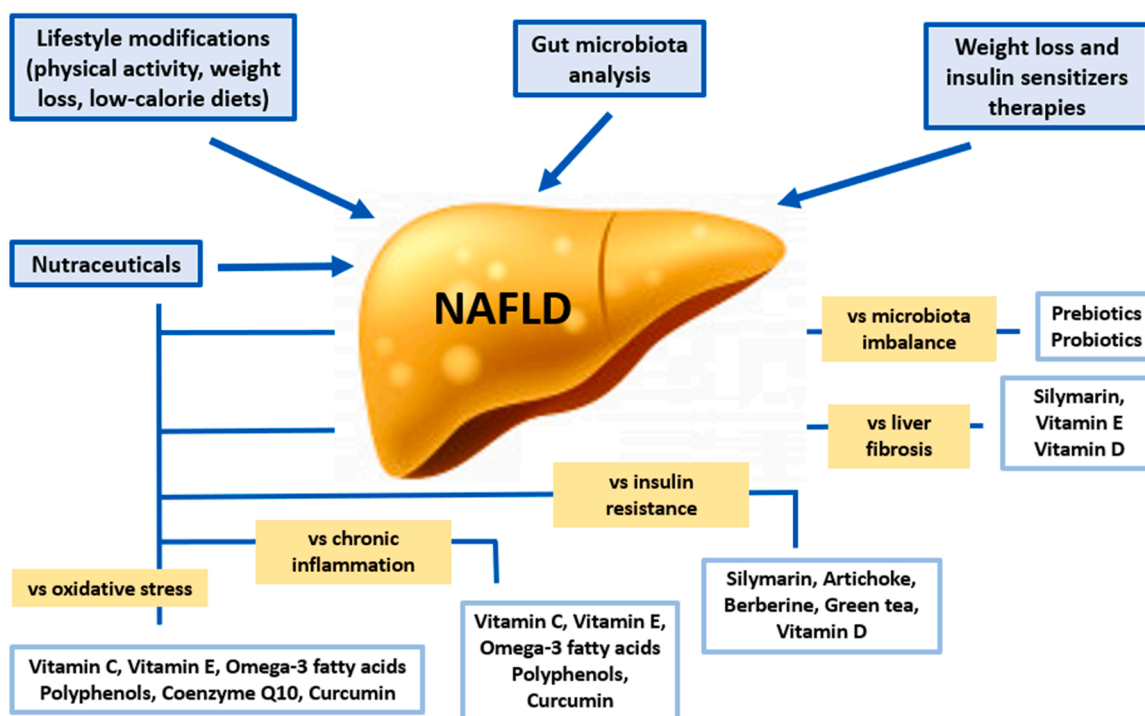 Lifestyle modifications
(physical activity, weight
loss, low-calorie diets)
Gut microbiota
analysis
Weight loss and
insulin sensitizers
therapies
Nutraceuticals
NAFLD
vs microbiota
imbalance
Prebiotics
Probiotics
vs liver
fibrosis
Silymarin,
Vitamin E
Vitamin D
vs insulin
resistance
Silymarin, Artichoke,
Berberine, Green tea,
Vitamin D
vs chronic
inflammation
Vitamin C, Vitamin E,
Omega-3 fatty acids
Polyphenols,
Curcumin
vs oxidative stress
Vitamin C, Vitamin E, Omega-3 fatty acids
Polyphenols, Coenzyme Q10, Curcumin